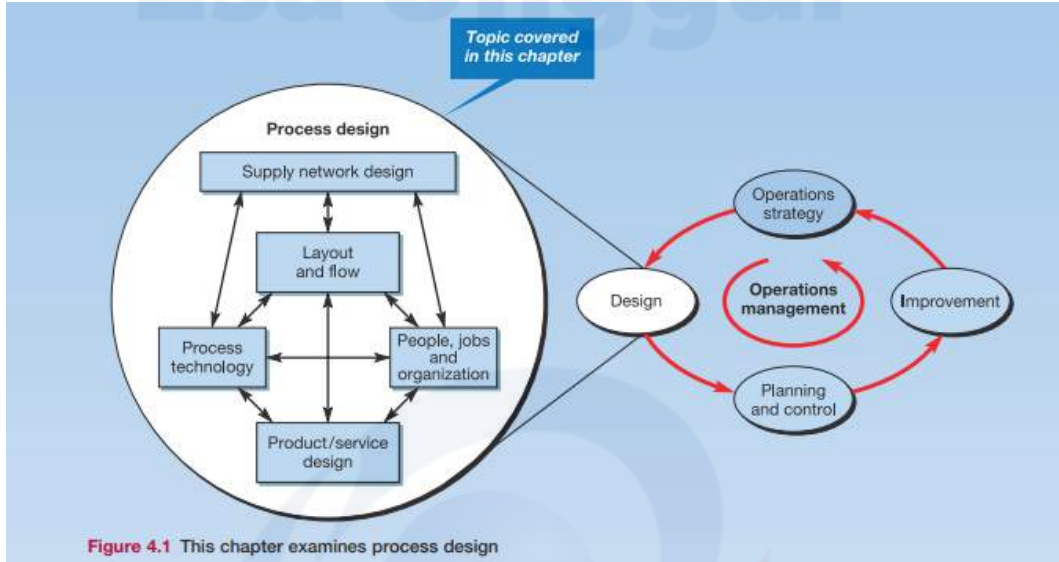 Topic covered
in this chapter
Process design
Supply network design
Layout
and flow
Process
technology
People, jobs
and
organization
Product/service
design
Operations
strategy
Design
Operations
management
Improvement
Planning
and control
Figure 4.1 This chapter examines process design